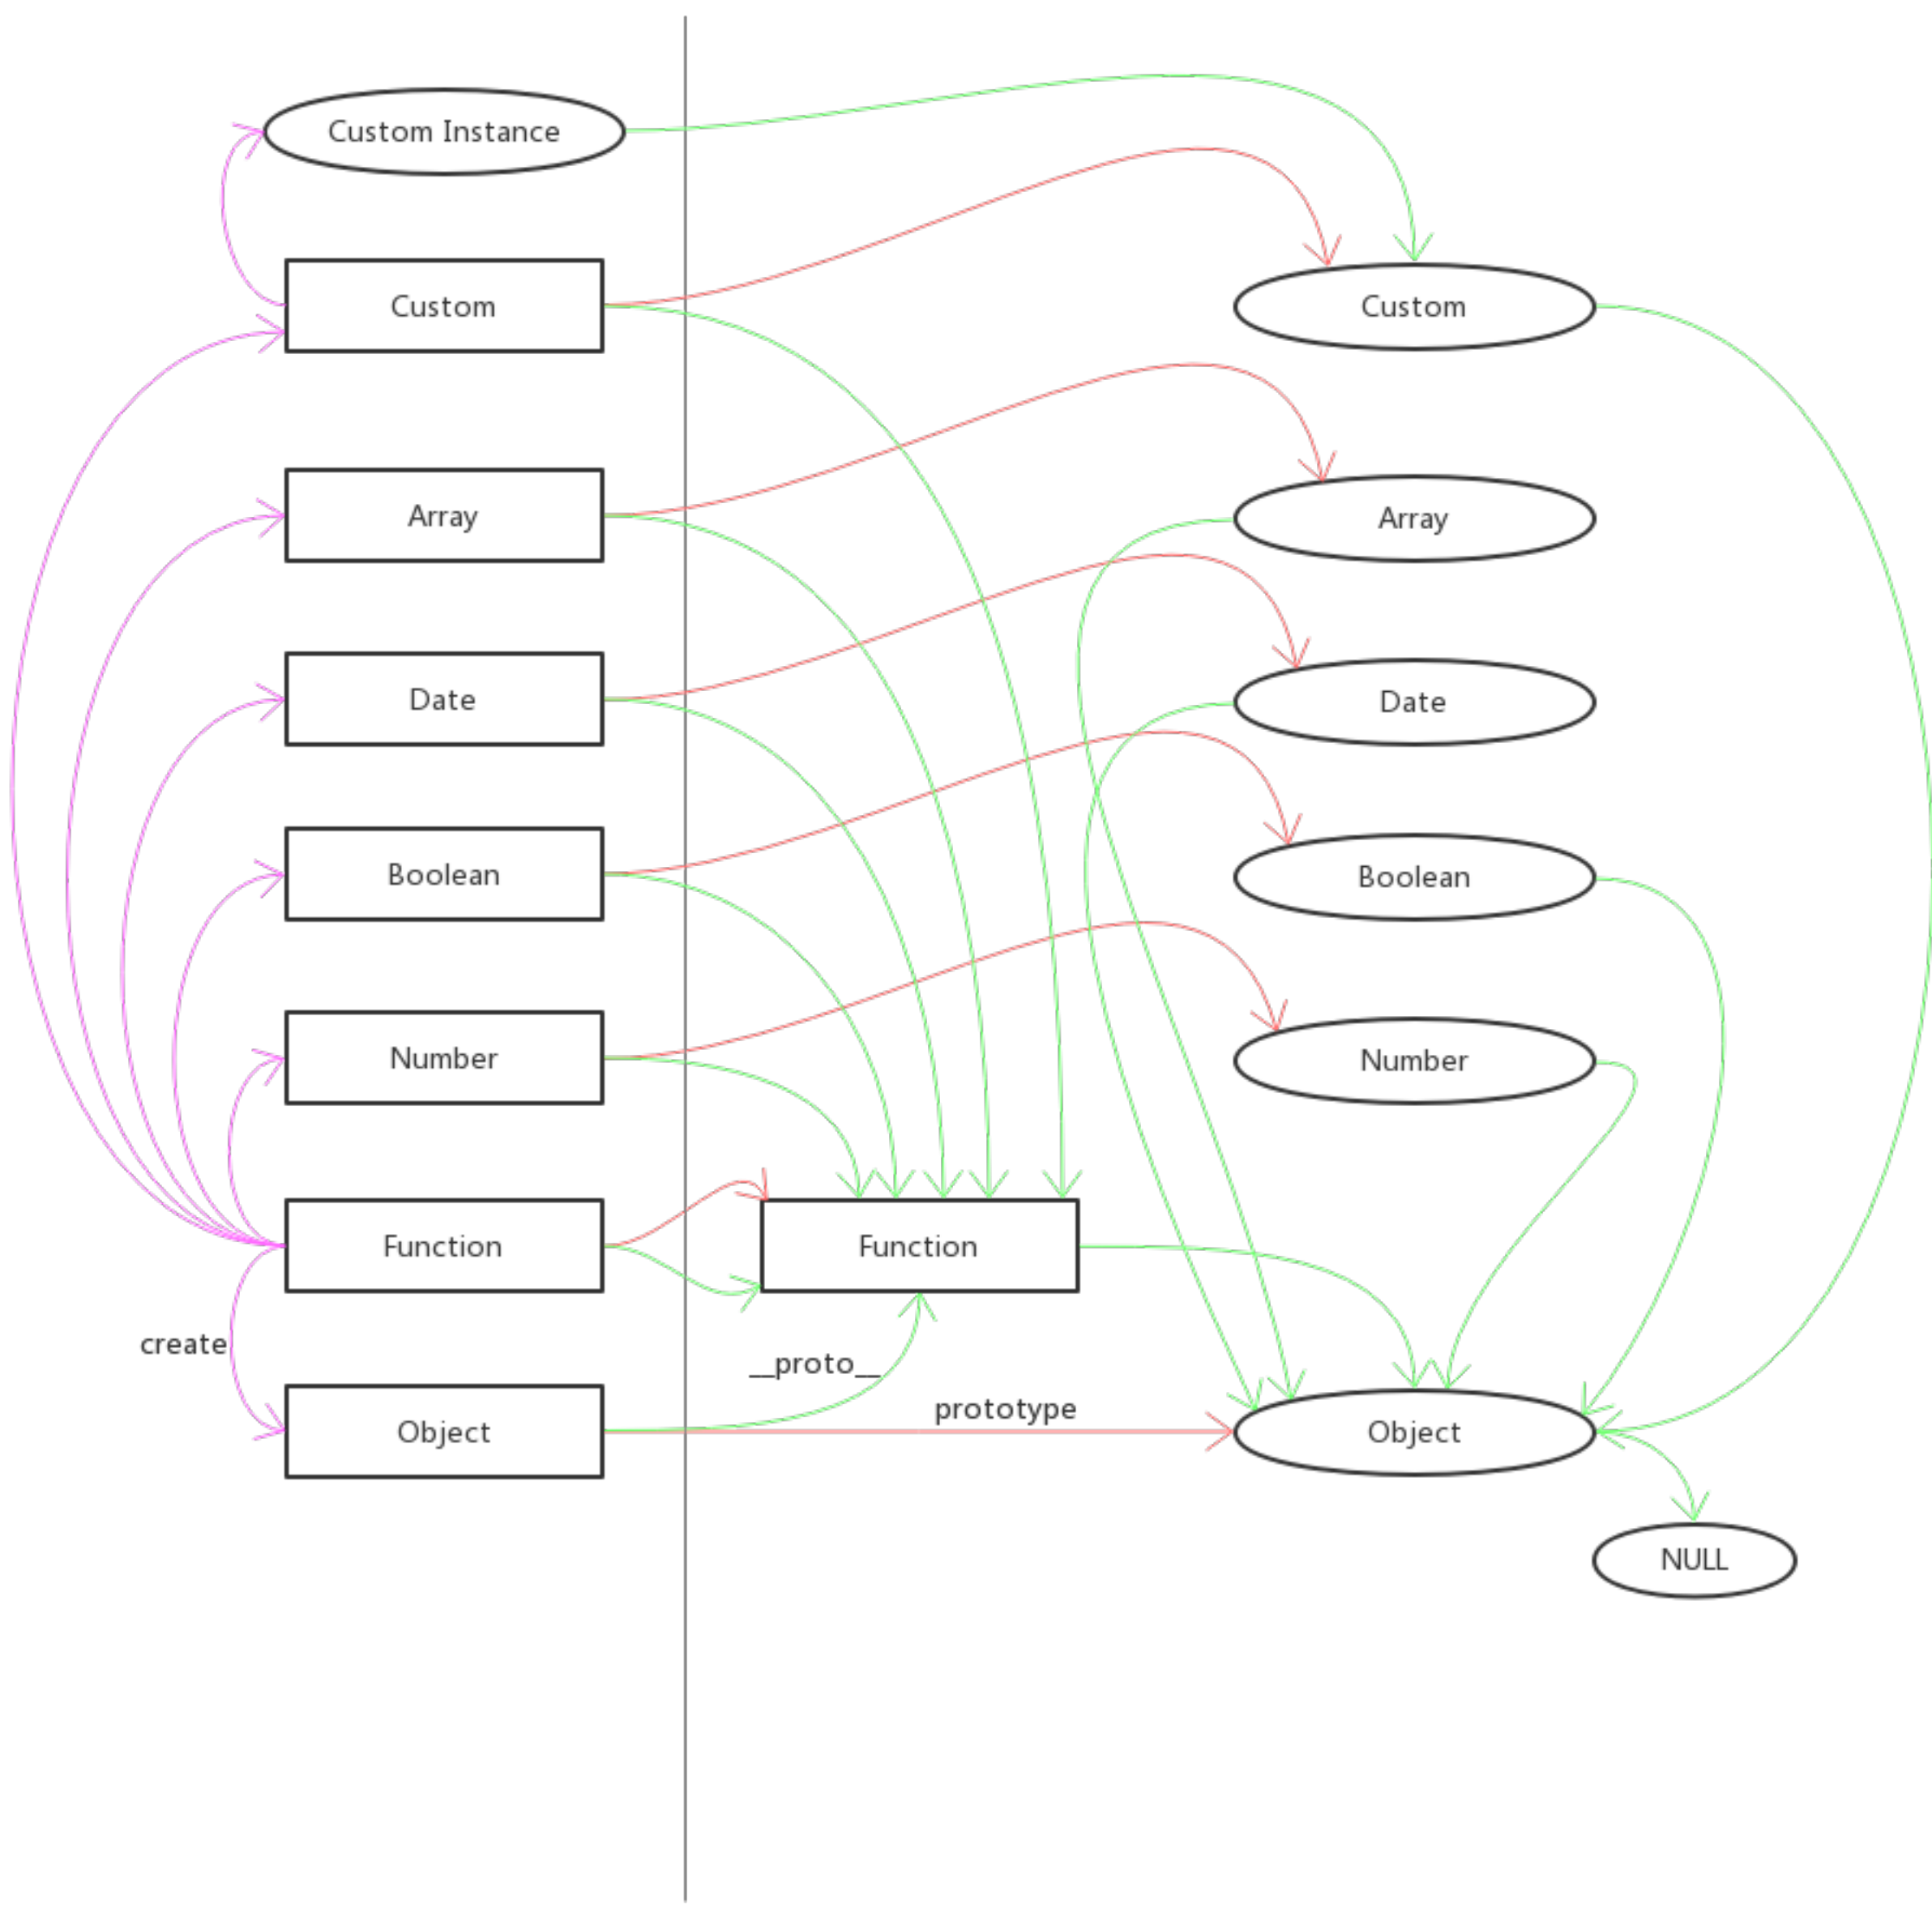 Custom Instance
Custom
Custom
Array
Array
Date
Date
Boolean
Boolean
Number
Number
Function
Function
create
__proto__
prototype
Object
Object
NULL